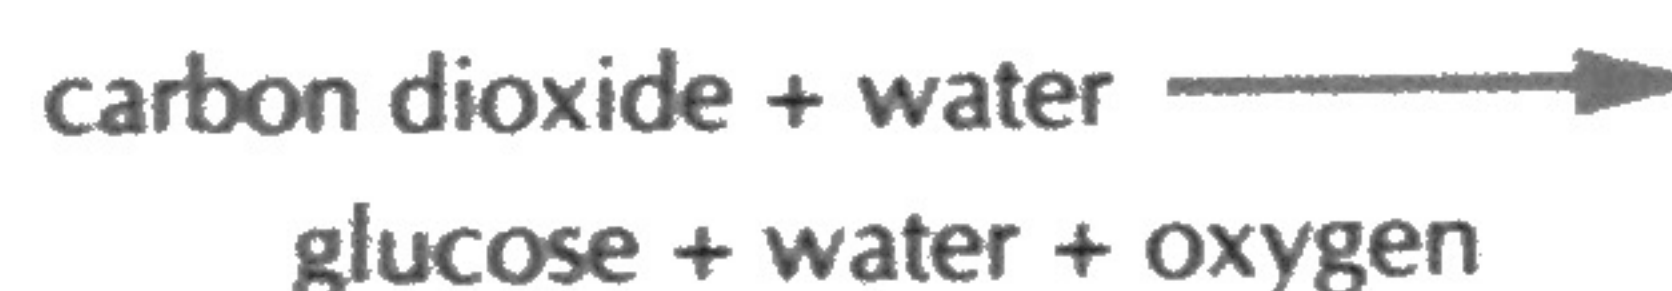 carbon dioxide + water ⟶
glucose + water + oxygen